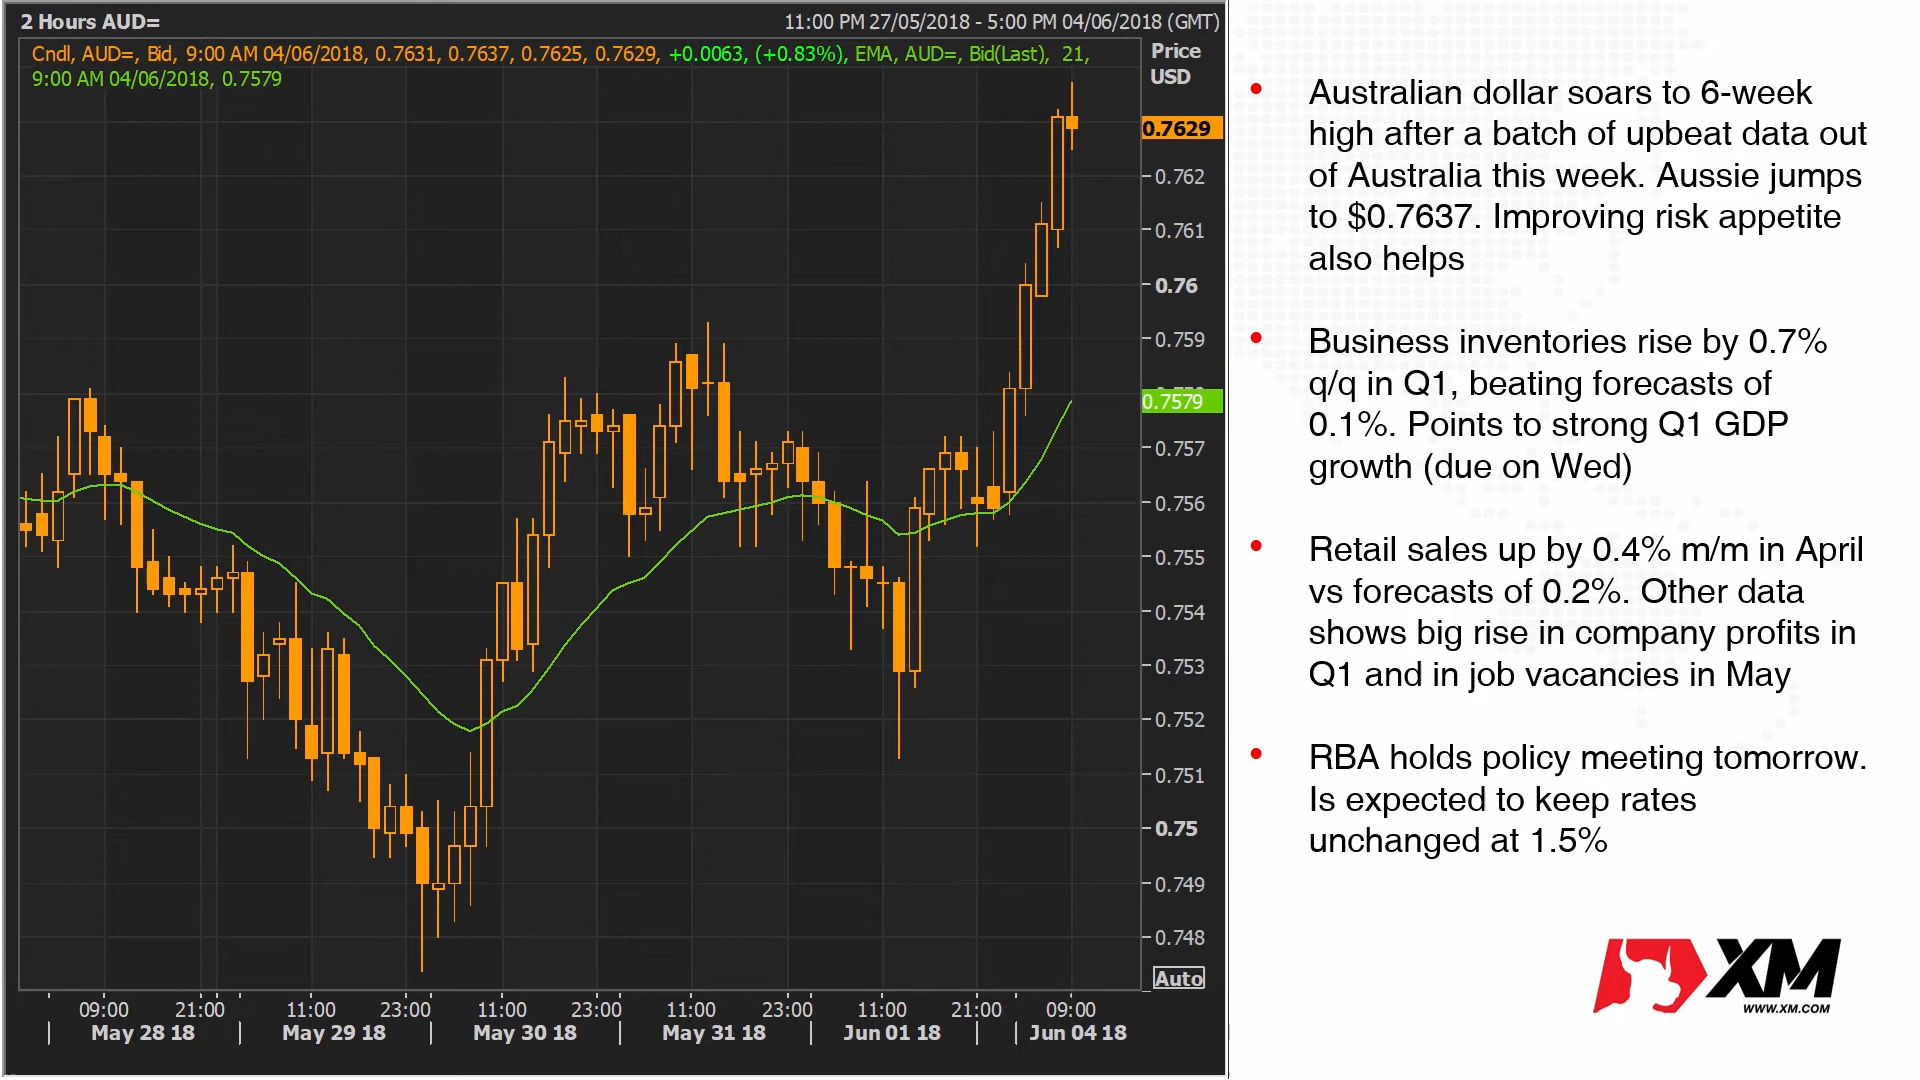 2 Hours AUD=
11:00 PM 27/05/2018 - 5:00 PM 04/06/2018 (GMT)
Cndl, AUD=, Bid, 9:00 AM 04/06/2018, 0.7631, 0.7637, 0.7625, 0.7629, +0.0063, (+0.83%), EMA, AUD=, Bid(Last), 21,
9:00 AM 04/06/2018, 0.7579
Price
USD
0.7629
0.762
0.761
0.76
0.759
0.7579
0.757
0.756
0.755
0.754
0.753
0.752
0.751
0.75
0.749
0.748
Auto
09:00 21:00 11:00 23:00 11:00 23:00 11:00 23:00 11:00 21:00 09:00
May 28 18 May 29 18 May 30 18 May 31 18 Jun 01 18 Jun 04 18
• Australian dollar soars to 6-week
high after a batch of upbeat data out
of Australia this week. Aussie jumps
to $0.7637. Improving risk appetite
also helps
• Business inventories rise by 0.7%
q/q in Q1, beating forecasts of
0.1%. Points to strong Q1 GDP
growth (due on Wed)
• Retail sales up by 0.4% m/m in April
vs forecasts of 0.2%. Other data
shows big rise in company profits in
Q1 and in job vacancies in May
• RBA holds policy meeting tomorrow.
Is expected to keep rates
unchanged at 1.5%
XM
WWW.XM.COM